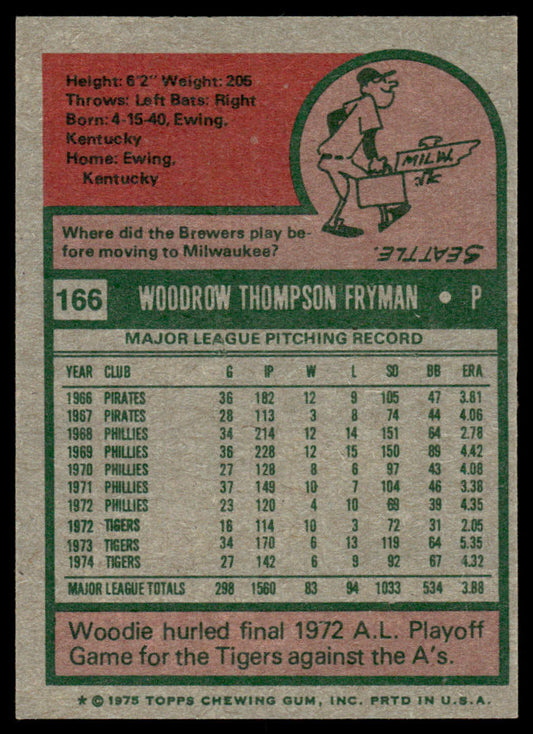 Height: 6'2" Weight: 205
Throws: Left Bats: Right
Born: 4-15-40, Ewing,
Kentucky
Home: Ewing,
Kentucky
MILW.
SEATTLE.
Where did the Brewers play be-
fore moving to Milwaukee?
166 WOODROW THOMPSON FRYMAN • P
MAJOR LEAGUE PITCHING RECORD
YEAR CLUB G IP W L SO BB ERA
1966 PIRATES 36 182 12 9 105 47 3.81
1967 PIRATES 28 113 3 8 74 44 4.06
1968 PHILLIES 34 214 12 14 151 64 2.78
1969 PHILLIES 36 228 12 15 150 89 4.42
1970 PHILLIES 27 128 8 6 97 43 4.08
1971 PHILLIES 37 149 10 7 104 46 3.38
1972 PHILLIES 23 120 4 10 69 39 4.35
1972 TIGERS 16 114 10 3 72 31 2.05
1973 TIGERS 34 170 6 13 119 64 5.35
1974 TIGERS 27 142 6 9 92 67 4.32
MAJOR LEAGUE TOTALS 298 1560 83 94 1033 534 3.88
Woodie hurled final 1972 A.L. Playoff
Game for the Tigers against the A's.
* © 1975 TOPPS CHEWING GUM, INC. PRTD IN U.S.A.